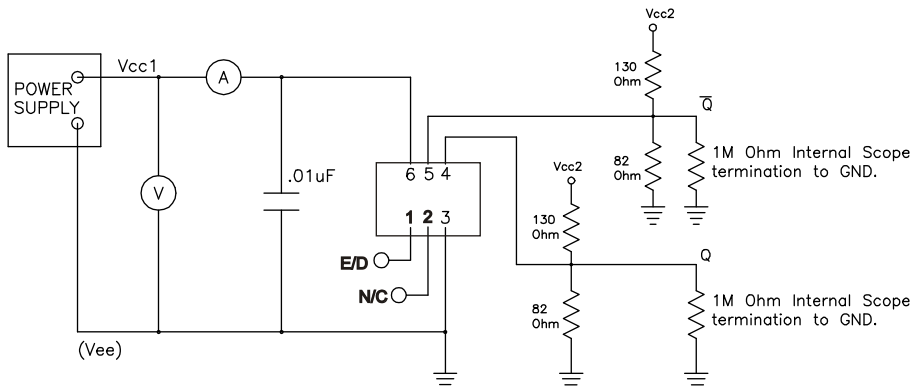 Vcc2
130
Ohm
Q
82
Ohm
1M Ohm Internal Scope
termination to GND.
Vcc1
A
POWER
SUPPLY
V
.01uF
6 5 4
1 2 3
E/D
N/C
(Vee)
Vcc2
130
Ohm
Q
82
Ohm
1M Ohm Internal Scope
termination to GND.